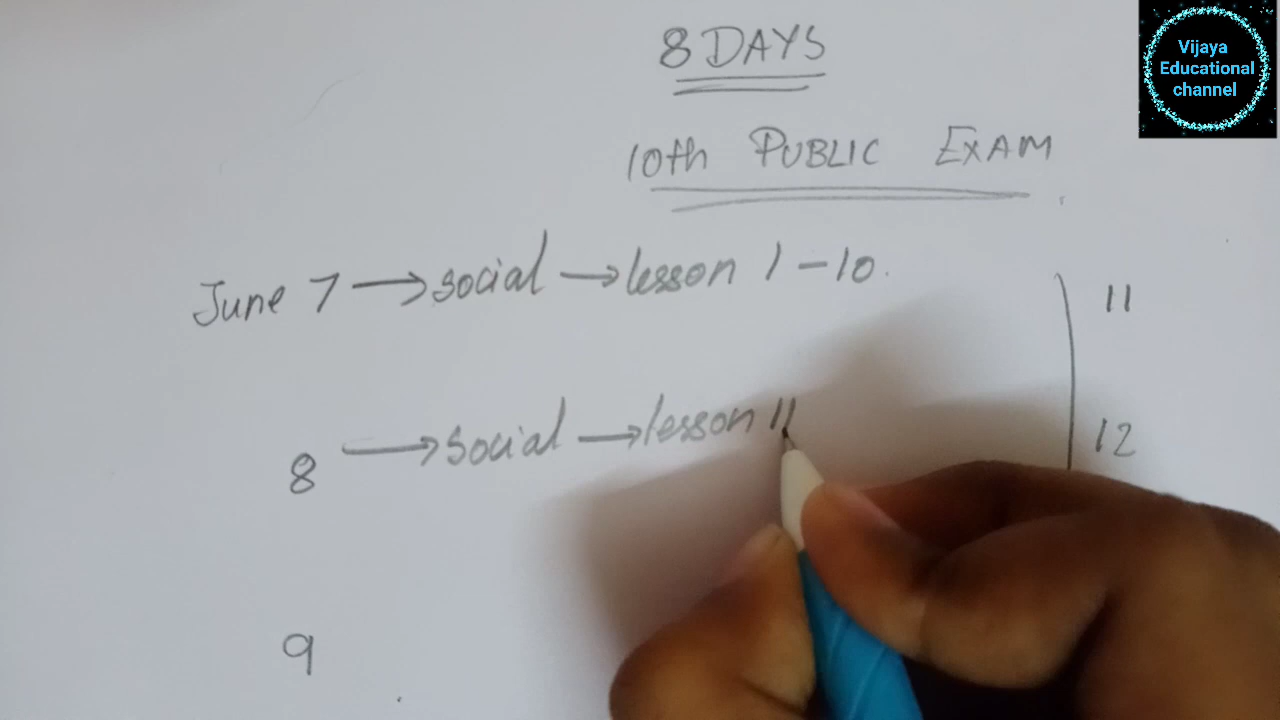 8 DAYS
10th PUBLIC EXAM
June 7 → social → lesson 1 – 10.
8 → social → lesson 11
9
11
12
Vijaya
Educational
channel